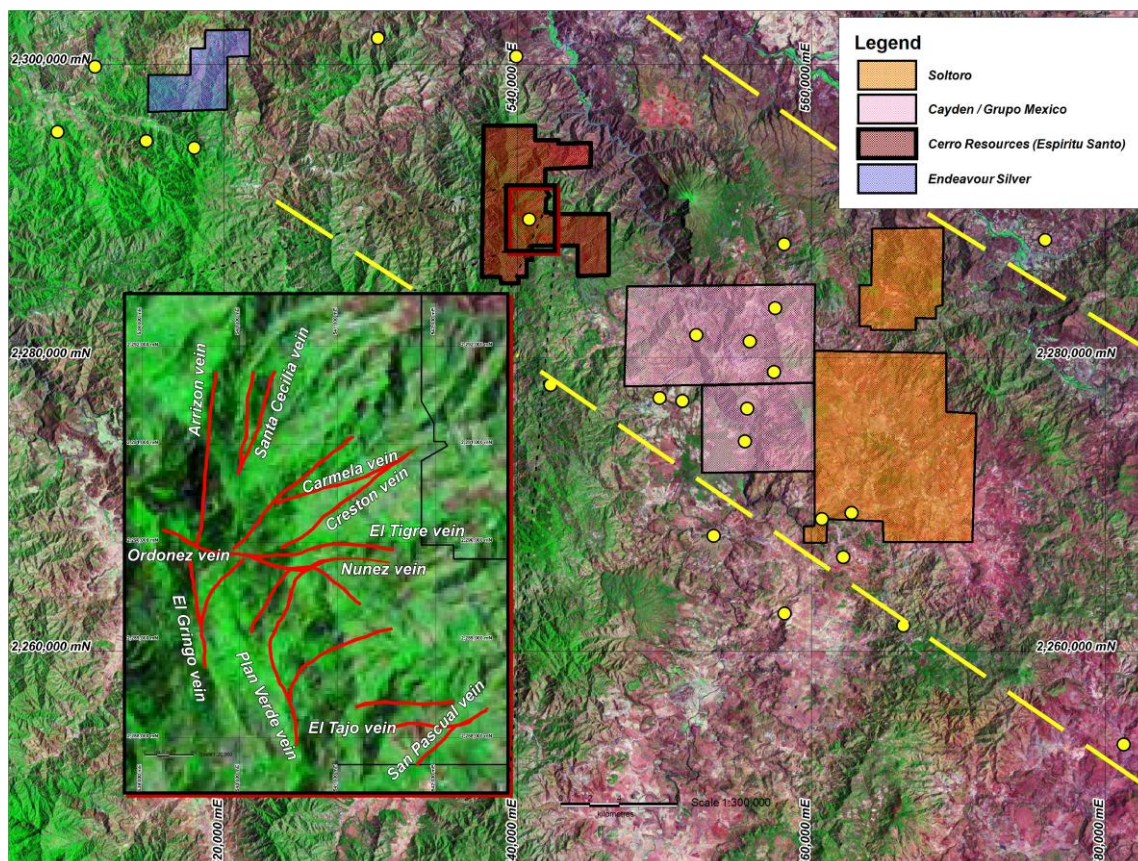 Legend
Soltoro
Cayden / Grupo Mexico
Cerro Resources (Espiritu Santo)
Endeavour Silver
2,300,000 mN
540,000 mE
560,000 mE
2,280,000 mN
2,280,000 mN
Arrizon vein
Santa Cecilia vein
Carmela vein
Creston vein
El Tigre vein
Ordonez vein
Nunez vein
El Gringo vein
Plan Verde vein
El Tajo vein
San Pascual vein
2,260,000 mN
2,260,000 mN
20,000 mE
40,000 mE
60,000 mE
80,000 mE
Scale 1:300,000
kilometres